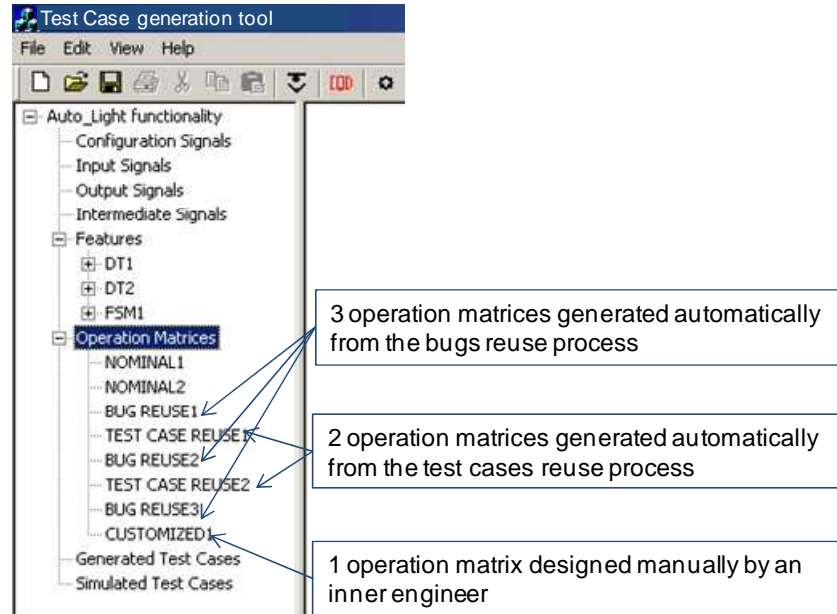 Test Case generation tool
File Edit View Help
Auto_Light functionality
Configuration Signals
Input Signals
Output Signals
Intermediate Signals
Features
DT1
DT2
FSM1
Operation Matrices
NOMINAL1
NOMINAL2
BUG REUSE1
TEST CASE REUSE1
BUG REUSE2
TEST CASE REUSE2
BUG REUSE3
CUSTOMIZED1
Generated Test Cases
Simulated Test Cases
3 operation matrices generated automatically
from the bugs reuse process
2 operation matrices generated automatically
from the test cases reuse process
1 operation matrix designed manually by an
inner engineer